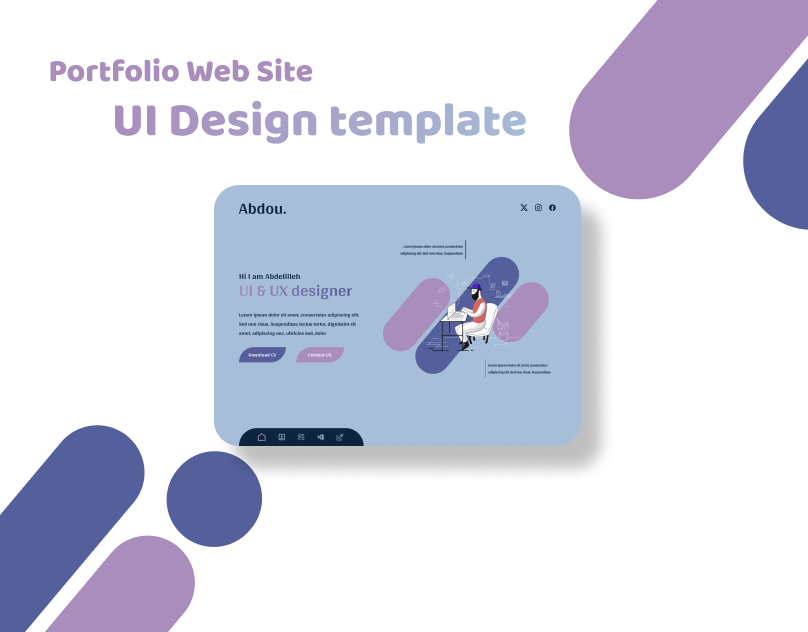 Portfolio Web Site
UI Design template
Abdou.
Lorem ipsum dolor sit amet, consectetur
adipiscing elit. Sed non risus. Suspendisse
Hi I am Abdelilleh
UI & UX designer
Lorem ipsum dolor sit amet, consectetur adipiscing elit.
Sed non risus. Suspendisse lectus tortor, dignissim sit
amet, adipiscing nec, ultricies sed, dolor
Download CV
Contact US
Lorem ipsum dolor sit amet, consectetur
adipiscing elit. Sed non risus. Suspendisse